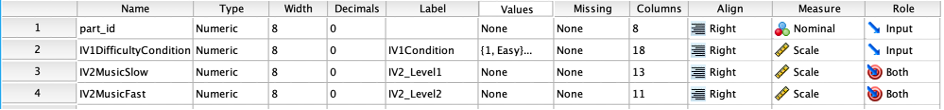 Name Type Width Decimals Label Values Missing Columns Align Measure Role
1 part_id Numeric 8 0 None None 8 Right Nominal Input
2 IV1DifficultyCondition Numeric 8 0 IV1Condition {1, Easy}... None 18 Right Scale Input
3 IV2MusicSlow Numeric 8 0 IV2_Level1 None None 13 Right Scale Both
4 IV2MusicFast Numeric 8 0 IV2_Level2 None None 11 Right Scale Both